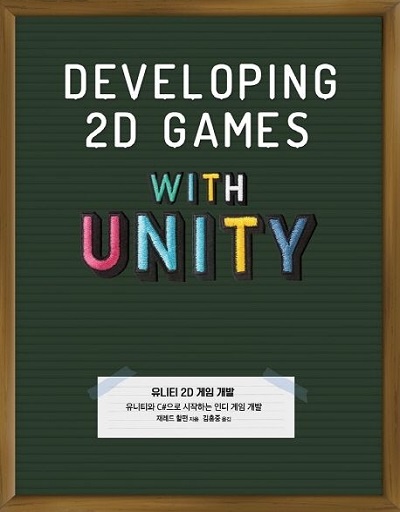 DEVELOPING
2D GAMES
WITH
UNITY
유니티 2D 게임 개발
유니티와 C#으로 시작하는 인디 게임 개발
재레드 핼펀 지음 김홍중 옮김